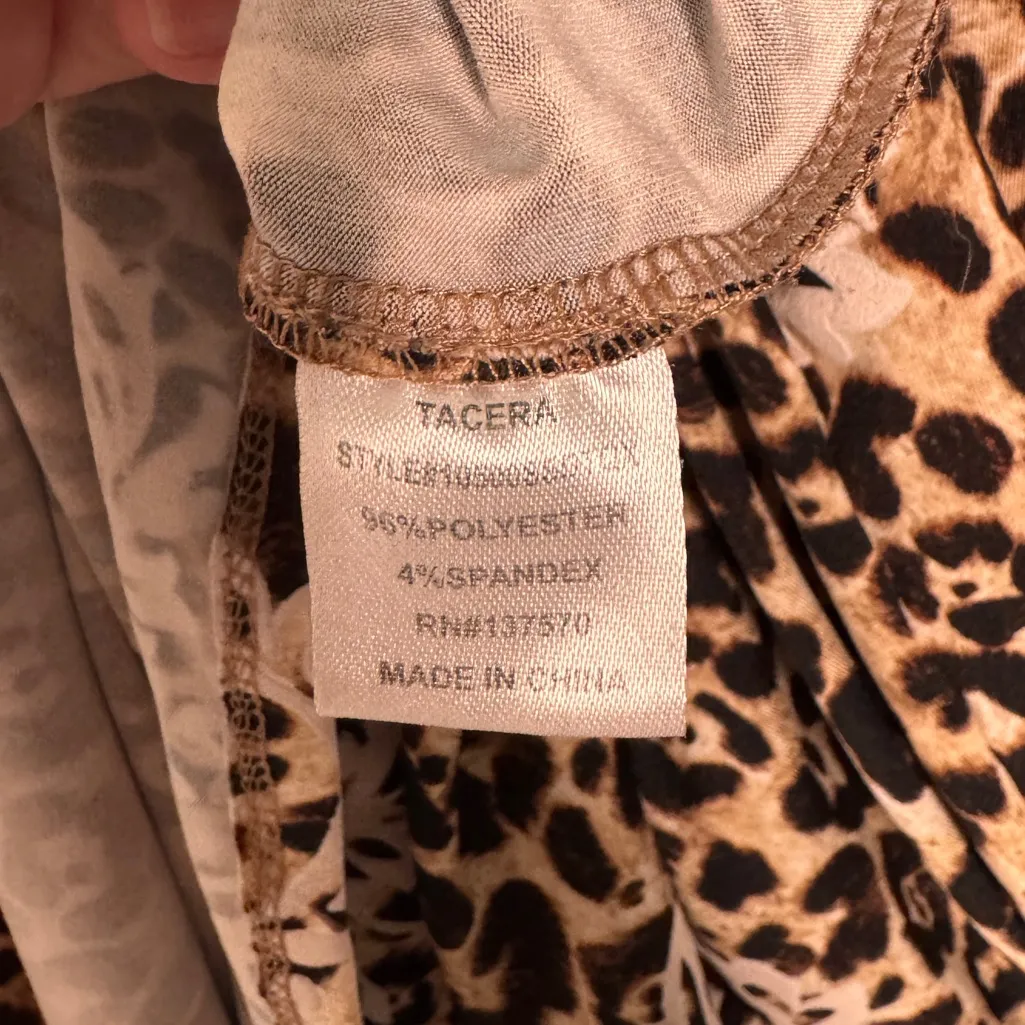 TACERA
96%POLYESTER
4%SPANDEX
RN#137570
MADE IN CHINA